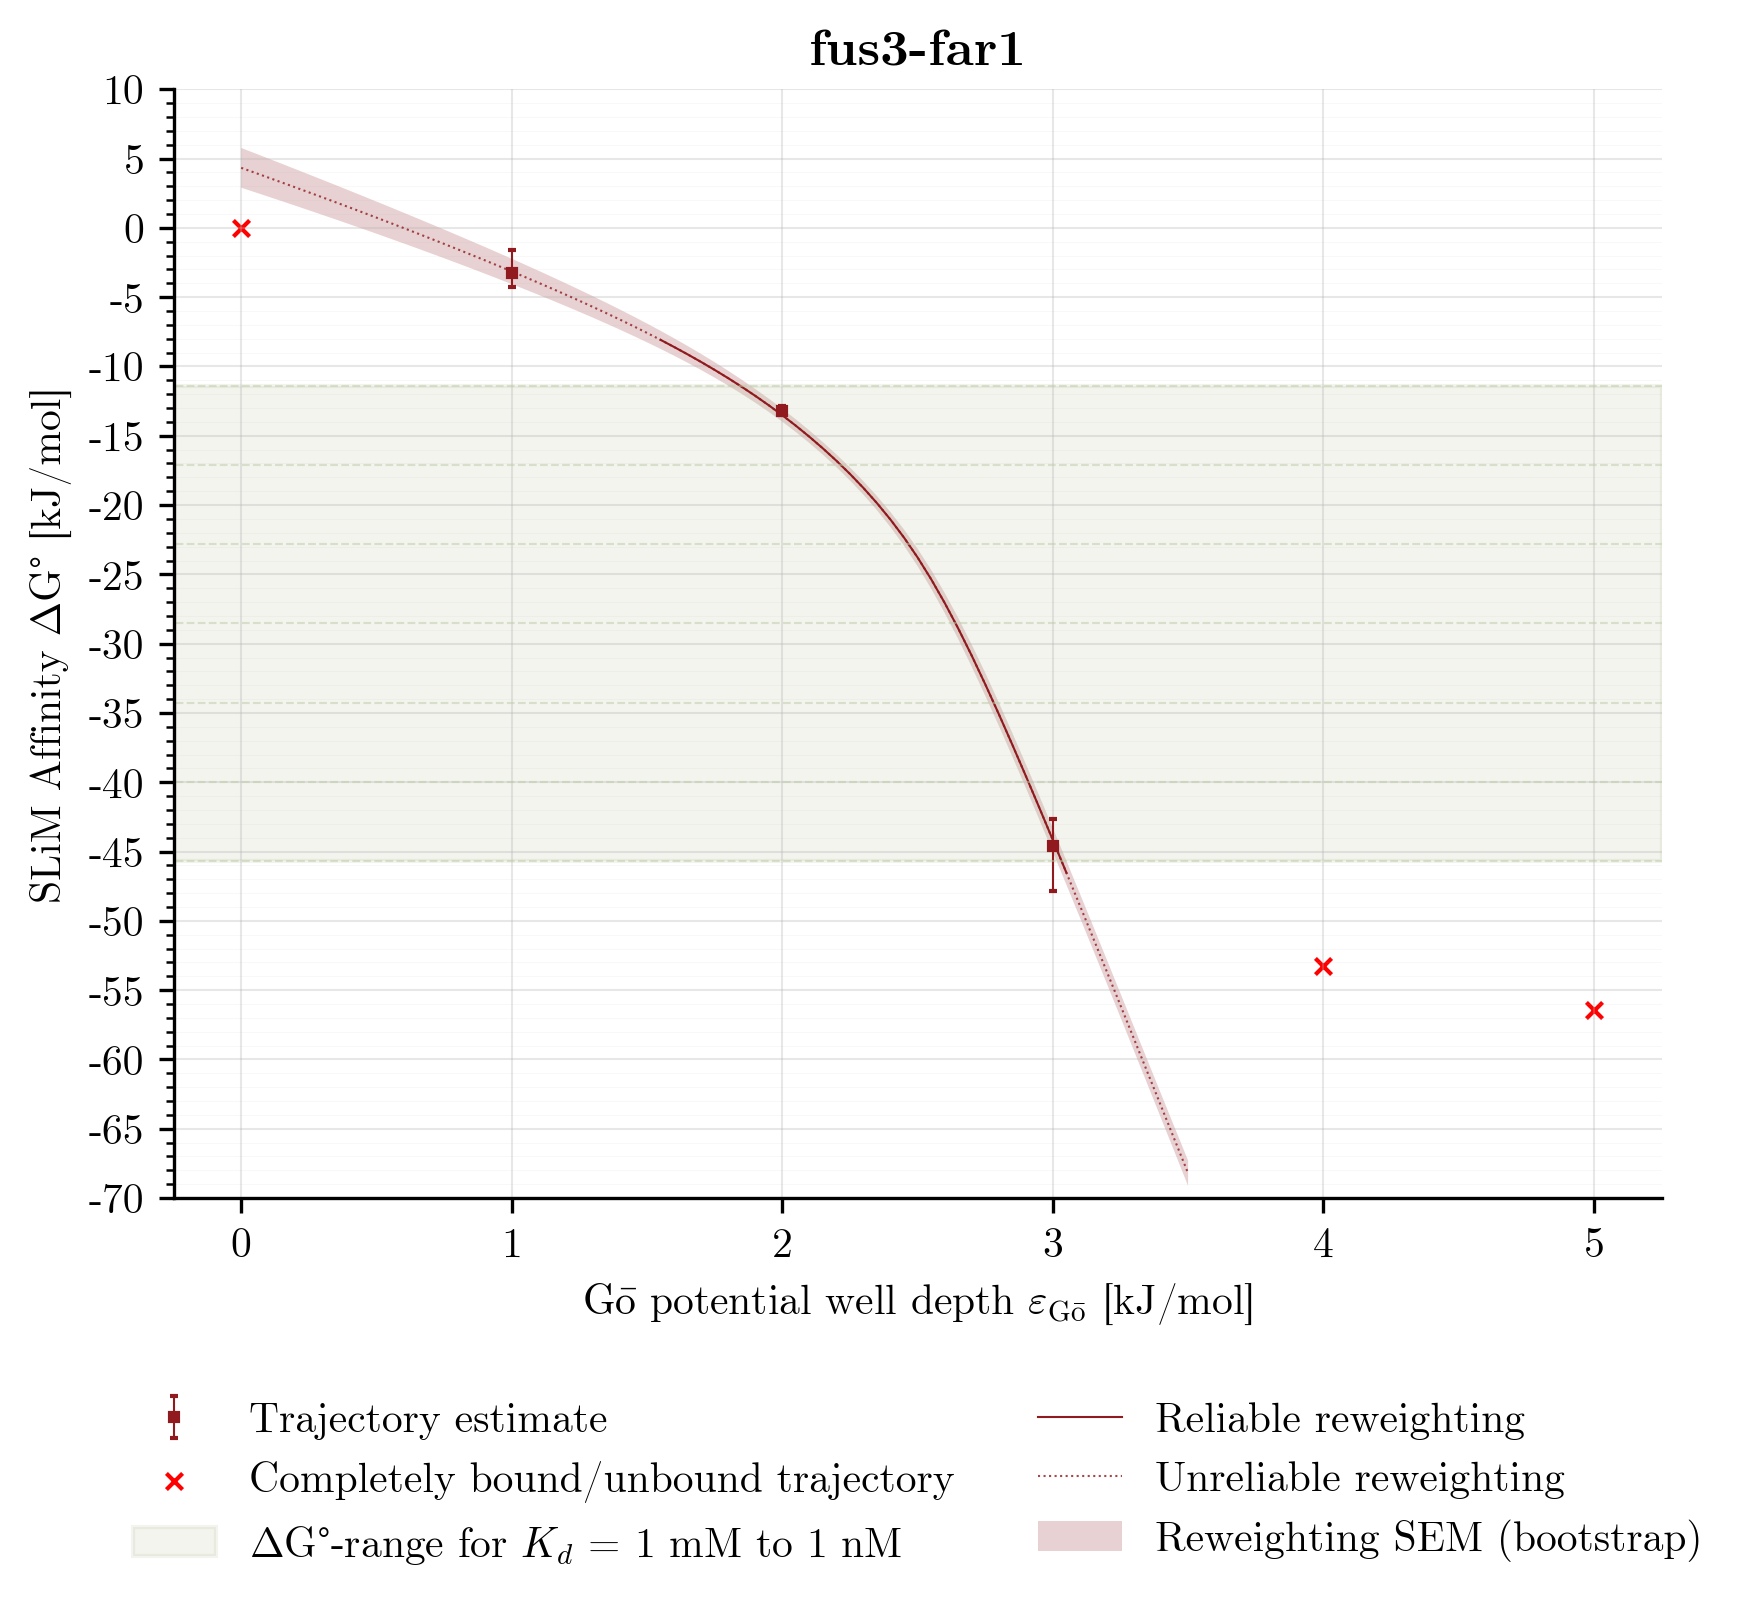 fus3-far1
10
5
0
-5
-10
-15
-20
-25
-30
-35
-40
-45
-50
-55
-60
-65
-70
SLiM Affinity ΔG° [kJ/mol]
0 1 2 3 4 5
Gō potential well depth ε_Gō [kJ/mol]
Trajectory estimate
Completely bound/unbound trajectory
ΔG°-range for K_d = 1 mM to 1 nM
Reliable reweighting
Unreliable reweighting
Reweighting SEM (bootstrap)